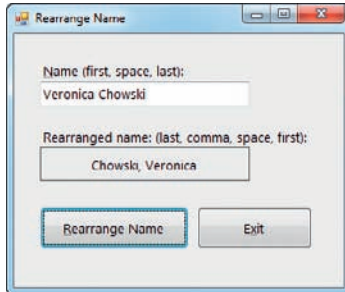 Rearrange Name
Name (first, space, last):
Veronica Chowski
Rearranged name: (last, comma, space, first):
Chowski, Veronica
Rearrange Name
Exit